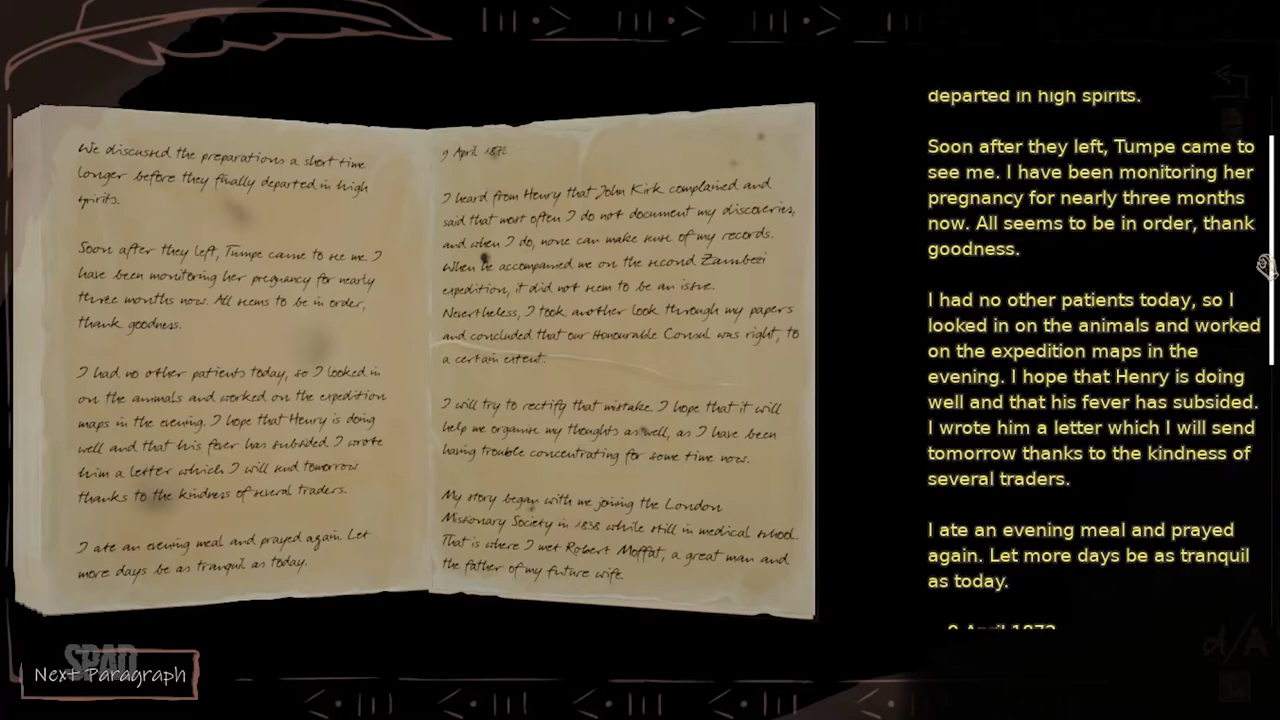 We discussed the preparations a short time
longer before they finally departed in high
spirits.
Soon after they left, Tumpe came to see me. I
have been monitoring her pregnancy for nearly
three months now. All seems to be in order,
thank goodness.
I had no other patients today, so I looked in
on the animals and worked on the expedition
maps in the evening. I hope that Henry is doing
well and that his fever has subsided. I wrote
him a letter which I will send tomorrow
thanks to the kindness of several traders.
I ate an evening meal and prayed again. Let
more days be as tranquil as today.
9 April 1872
I heard from Henry that John Kirk complained and
said that most often I do not document my discoveries,
and when I do, none can make sense of my records.
When he accompanied me on the second Zambezi
expedition, it did not seem to be an issue.
Nevertheless, I took another look through my papers
and concluded that our Honourable Consul was right, to
a certain extent.
I will try to rectify that mistake. I hope that it will
help me organise my thoughts as well, as I have been
having trouble concentrating for some time now.
My story began with me joining the London
Missionary Society in 1838 while still in medical school.
That is where I met Robert Moffat, a great man and
the father of my future wife.
departed in high spirits.
Soon after they left, Tumpe came to
see me. I have been monitoring her
pregnancy for nearly three months
now. All seems to be in order, thank
goodness.
I had no other patients today, so I
looked in on the animals and worked
on the expedition maps in the
evening. I hope that Henry is doing
well and that his fever has subsided.
I wrote him a letter which I will send
tomorrow thanks to the kindness of
several traders.
I ate an evening meal and prayed
again. Let more days be as tranquil
as today.
9 April 1872
SPAD
Next Paragraph